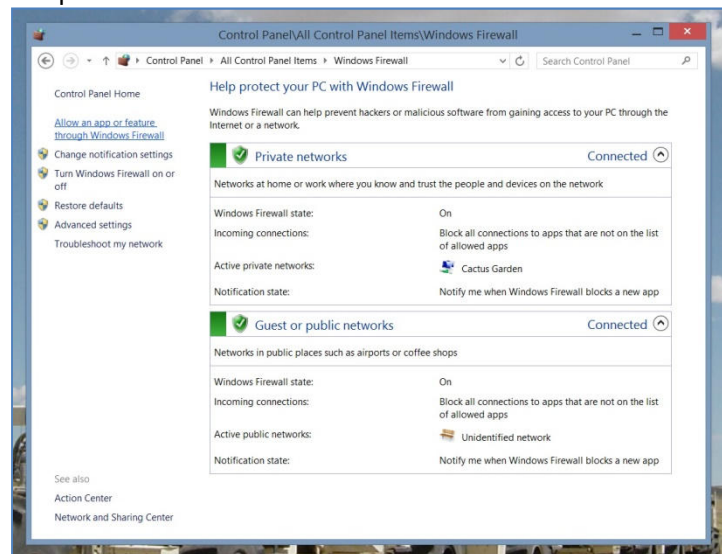 Control Panel\All Control Panel Items\Windows Firewall
Control Panel ▸ All Control Panel Items ▸ Windows Firewall
Search Control Panel
Control Panel Home
Allow an app or feature
through Windows Firewall
Change notification settings
Turn Windows Firewall on or
off
Restore defaults
Advanced settings
Troubleshoot my network
See also
Action Center
Network and Sharing Center
Help protect your PC with Windows Firewall
Windows Firewall can help prevent hackers or malicious software from gaining access to your PC through the
Internet or a network.
Private networks Connected
Networks at home or work where you know and trust the people and devices on the network
Windows Firewall state: On
Incoming connections: Block all connections to apps that are not on the list
of allowed apps
Active private networks: Cactus Garden
Notification state: Notify me when Windows Firewall blocks a new app
Guest or public networks Connected
Networks in public places such as airports or coffee shops
Windows Firewall state: On
Incoming connections: Block all connections to apps that are not on the list
of allowed apps
Active public networks: Unidentified network
Notification state: Notify me when Windows Firewall blocks a new app